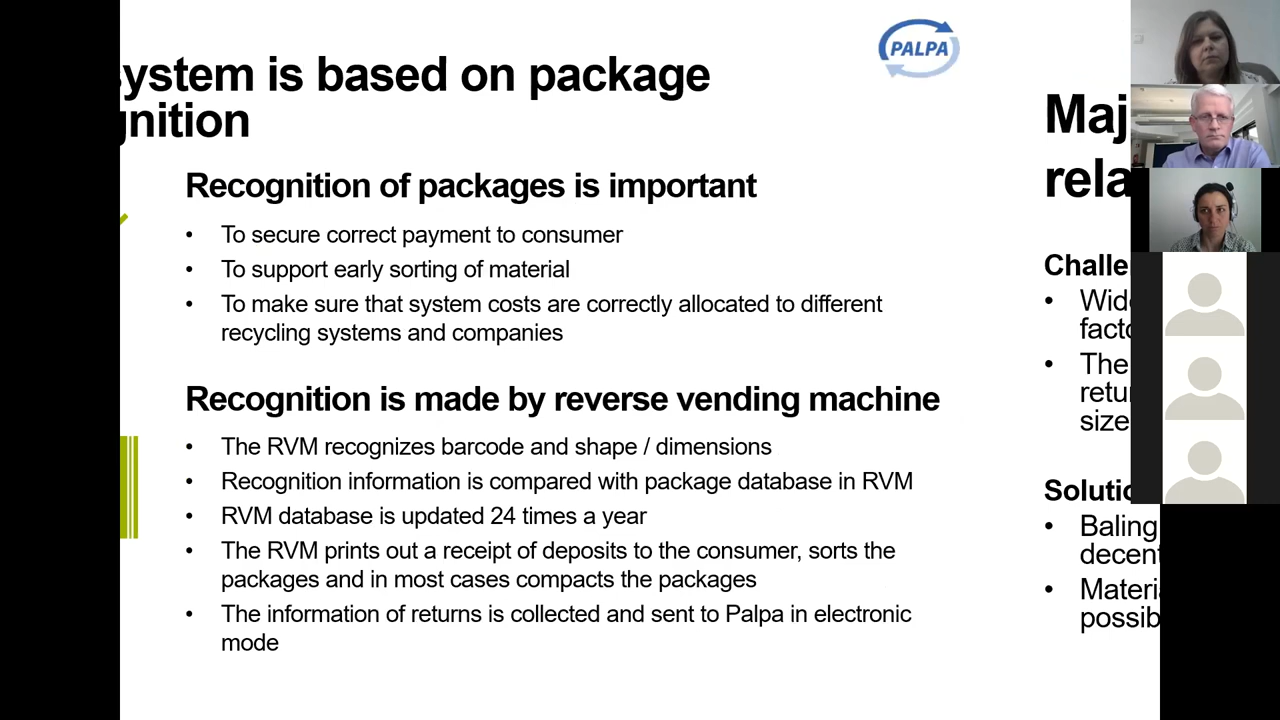 system is based on package
gnition
PALPA
Recognition of packages is important
• To secure correct payment to consumer
• To support early sorting of material
• To make sure that system costs are correctly allocated to different
recycling systems and companies
Recognition is made by reverse vending machine
• The RVM recognizes barcode and shape / dimensions
• Recognition information is compared with package database in RVM
• RVM database is updated 24 times a year
• The RVM prints out a receipt of deposits to the consumer, sorts the
packages and in most cases compacts the packages
• The information of returns is collected and sent to Palpa in electronic
mode
Maj
rela
Challe
• Wide
facto
• The
retur
size
Solutio
• Baling
decent
• Materia
possib